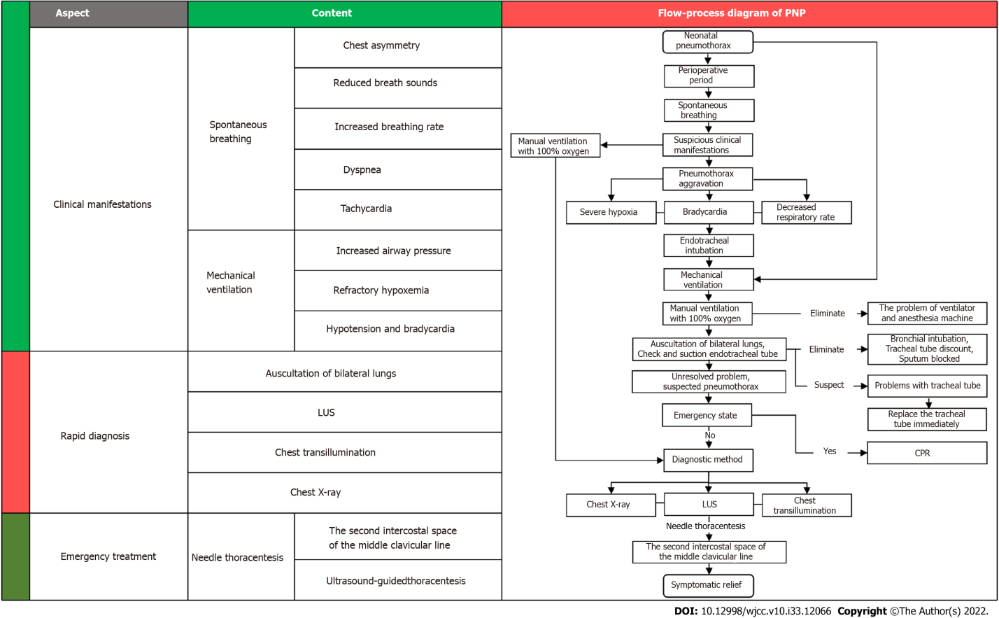 Aspect
Content
Flow-process diagram of PNP
Clinical manifestations
Spontaneous
breathing
Chest asymmetry
Reduced breath sounds
Increased breathing rate
Dyspnea
Tachycardia
Mechanical
ventilation
Increased airway pressure
Refractory hypoxemia
Hypotension and bradycardia
Rapid diagnosis
Auscultation of bilateral lungs
LUS
Chest transillumination
Chest X-ray
Emergency treatment
Needle thoracentesis
The second intercostal space
of the middle clavicular line
Ultrasound-guidedthoracentesis
Neonatal
pneumothorax
Perioperative
period
Spontaneous
breathing
Manual ventilation
with 100% oxygen
Suspicious clinical
manifestations
Pneumothorax
aggravation
Severe hypoxia
Bradycardia
Decreased
respiratory rate
Endotracheal
intubation
Mechanical
ventilation
Manual ventilation
with 100% oxygen
Eliminate
The problem of ventilator
and anesthesia machine
Auscultation of bilateral lungs,
Check and suction endotracheal tube
Eliminate
Bronchial intubation,
Tracheal tube discount,
Sputum blocked
Unresolved problem,
suspected pneumothorax
Suspect
Problems with tracheal tube
Replace the tracheal
tube immediately
Emergency state
No
Yes
CPR
Diagnostic method
Chest X-ray
LUS
Chest
transillumination
Needle thoracentesis
The second intercostal space of
the middle clavicular line
Symptomatic relief
DOI: 10.12998/wjcc.v10.i33.12066 Copyright ©The Author(s) 2022.